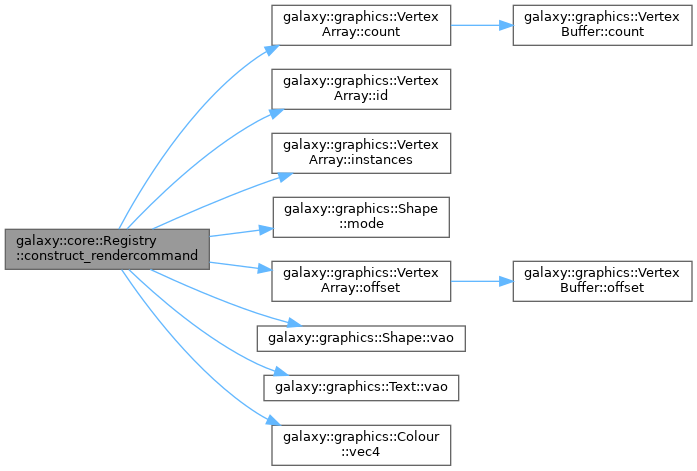 galaxy::graphics::Vertex
Array::count
galaxy::graphics::Vertex
Buffer::count
galaxy::graphics::Vertex
Array::id
galaxy::graphics::Vertex
Array::instances
galaxy::graphics::Shape
::mode
galaxy::core::Registry
::construct_rendercommand
galaxy::graphics::Vertex
Array::offset
galaxy::graphics::Vertex
Buffer::offset
galaxy::graphics::Shape::vao
galaxy::graphics::Text::vao
galaxy::graphics::Colour
::vec4